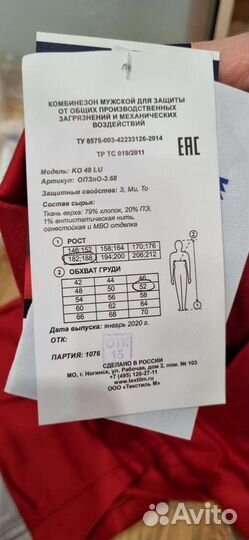 КОМБИНЕЗОН МУЖСКОЙ ДЛЯ ЗАЩИТЫ
ОТ ОБЩИХ ПРОИЗВОДСТВЕННЫХ
ЗАГРЯЗНЕНИЙ И МЕХАНИЧЕСКИХ
ВОЗДЕЙСТВИЙ
ТУ 8575-003-42233126-2014
ТР ТС 019/2011
EAC
Модель: KO 48 LU
Артикул: ОПЗлО-3.68
Защитные свойства: З, Ми, То
Состав сырья:
Ткань верха: 79% хлопок, 20% ПЭ,
1% антистатическая нить,
огнестойкая и МВО отделка
РОСТ
146;152 158;164 170;176
182;188 194;200 206;212
ОБХВАТ ГРУДИ
42 44 46
48 50 52
54 56 58
60 62 64
66 68 70
Дата выпуска: январь 2020 г.
ОТК:
ОТК
15
ПАРТИЯ: 1076
СДЕЛАНО В РОССИИ
МО, г. Ногинск, ул. Рабочая, дом 2, пом. № 103
+7 (495) 120-27-11
www.textilm.ru
ООО «Текстиль М»
Avito